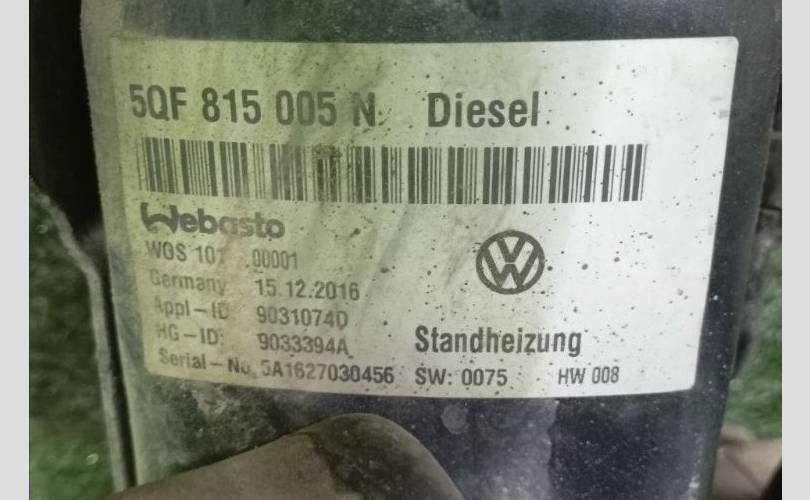 5QF 815 005 N. Diesel
Webasto
WOS 101 .00001
Germany 15.12.2016
Appl-ID: 9031074D
HG-ID: 9033394A
Standheizung
Serial-No. 5A1627030456 SW: 0075 HW 008